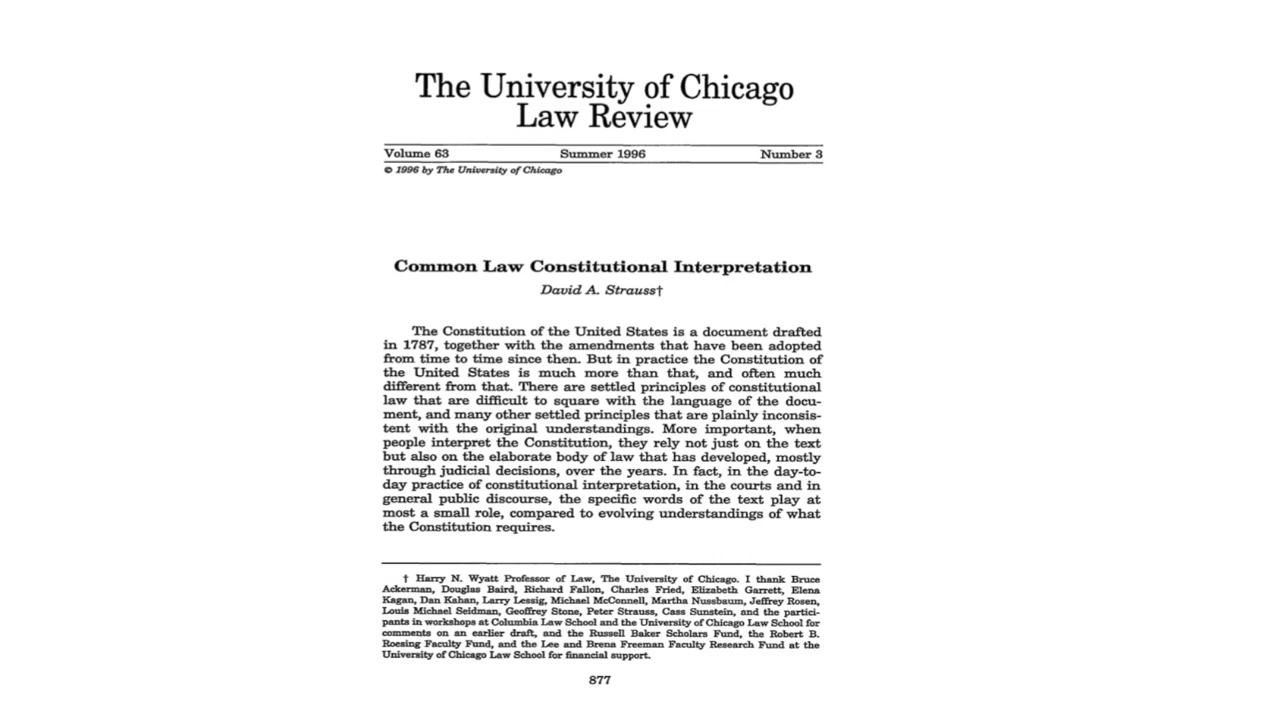 The University of Chicago
Law Review
Volume 63 Summer 1996 Number 3
© 1996 by The University of Chicago
Common Law Constitutional Interpretation
David A. Strauss†
The Constitution of the United States is a document drafted
in 1787, together with the amendments that have been adopted
from time to time since then. But in practice the Constitution of
the United States is much more than that, and often much
different from that. There are settled principles of constitutional
law that are difficult to square with the language of the docu-
ment, and many other settled principles that are plainly inconsis-
tent with the original understandings. More important, when
people interpret the Constitution, they rely not just on the text
but also on the elaborate body of law that has developed, mostly
through judicial decisions, over the years. In fact, in the day-to-
day practice of constitutional interpretation, in the courts and in
general public discourse, the specific words of the text play at
most a small role, compared to evolving understandings of what
the Constitution requires.
† Harry N. Wyatt Professor of Law, The University of Chicago. I thank Bruce
Ackerman, Douglas Baird, Richard Fallon, Charles Fried, Elizabeth Garrett, Elena
Kagan, Dan Kahan, Larry Lessig, Michael McConnell, Martha Nussbaum, Jeffrey Rosen,
Louis Michael Seidman, Geoffrey Stone, Peter Strauss, Cass Sunstein, and the partici-
pants in workshops at Columbia Law School and the University of Chicago Law School for
comments on an earlier draft, and the Russell Baker Scholars Fund, the Robert B.
Roesing Faculty Fund, and the Lee and Brena Freeman Faculty Research Fund at the
University of Chicago Law School for financial support.
877